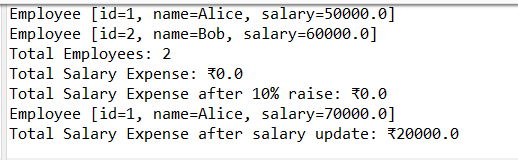 Employee [id=1, name=Alice, salary=50000.0]
Employee [id=2, name=Bob, salary=60000.0]
Total Employees: 2
Total Salary Expense: ₹0.0
Total Salary Expense after 10% raise: ₹0.0
Employee [id=1, name=Alice, salary=70000.0]
Total Salary Expense after salary update: ₹20000.0